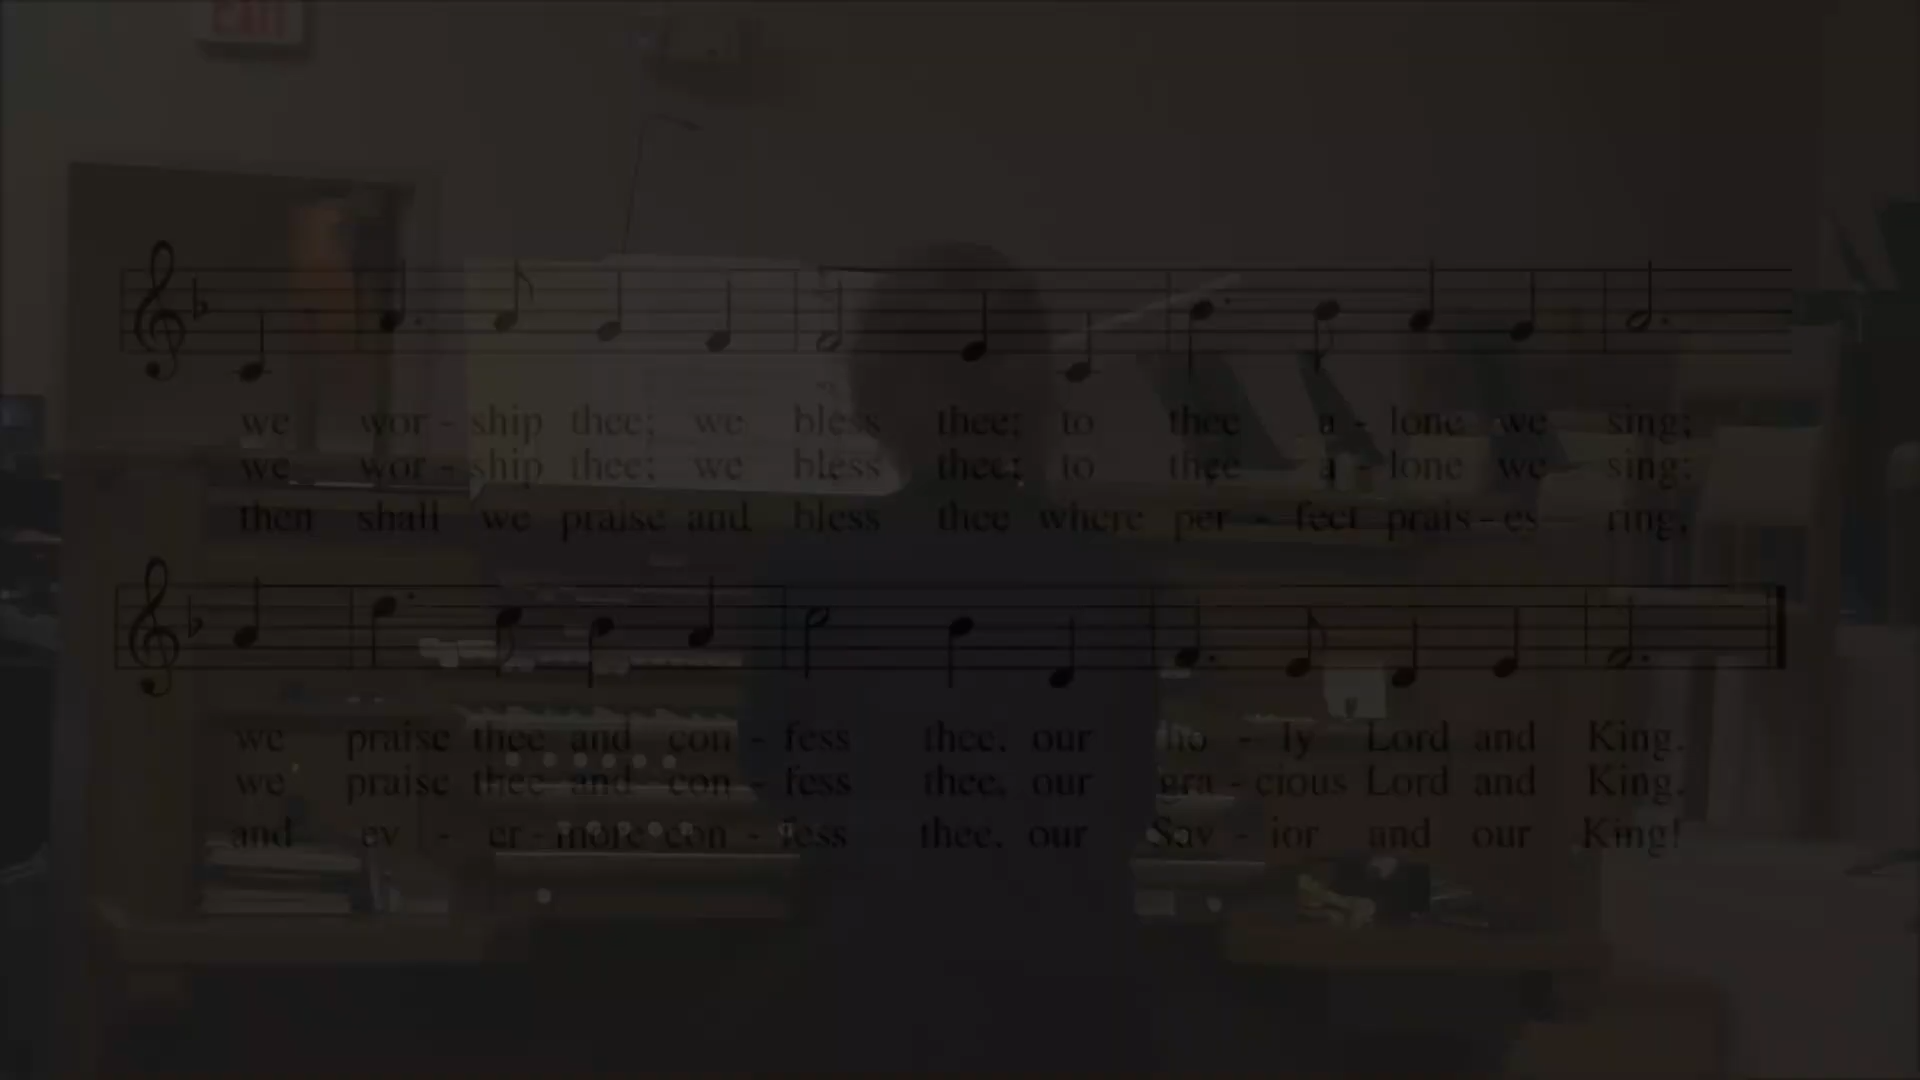 EXIT
we wor - ship thee; we bless thee; to thee a - lone we sing;
we wor - ship thee; we bless thee; to thee a - lone we sing;
then shall we praise and bless thee where per - fect prais - es ring,
we praise thee and con - fess thee, our ho - ly Lord and King.
we praise thee and con - fess thee, our gra - cious Lord and King.
and ev - er - more con - fess thee, our Sav - ior and our King!